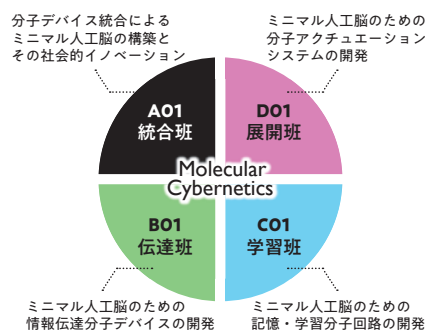 分子デバイス統合による
ミニマル人工脳の構築と
その社会的イノベーション
ミニマル人工脳のための
分子アクチュエーション
システムの開発
A01
統合班
D01
展開班
Molecular
Cybernetics
B01
伝達班
C01
学習班
ミニマル人工脳のための
情報伝達分子デバイスの開発
ミニマル人工脳のための
記憶・学習分子回路の開発